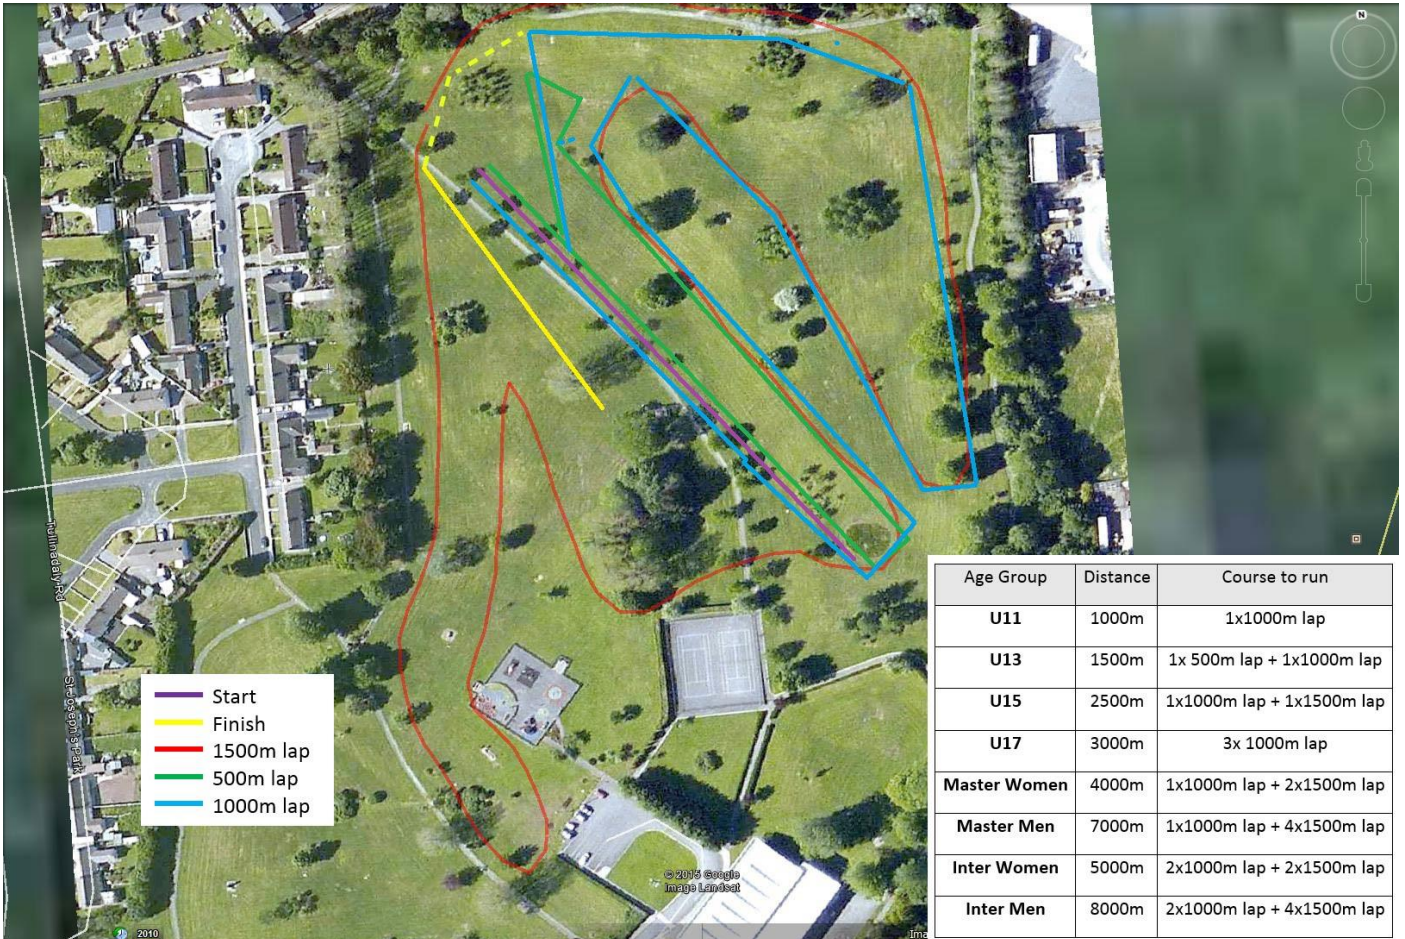 N
Tullinadaly Rd
St Joseph's Park
Start
Finish
1500m lap
500m lap
1000m lap
© 2015 Google
Image Landsat
2010
Ima
Age Group Distance Course to run
U11 1000m 1x1000m lap
U13 1500m 1x 500m lap + 1x1000m lap
U15 2500m 1x1000m lap + 1x1500m lap
U17 3000m 3x 1000m lap
Master Women 4000m 1x1000m lap + 2x1500m lap
Master Men 7000m 1x1000m lap + 4x1500m lap
Inter Women 5000m 2x1000m lap + 2x1500m lap
Inter Men 8000m 2x1000m lap + 4x1500m lap